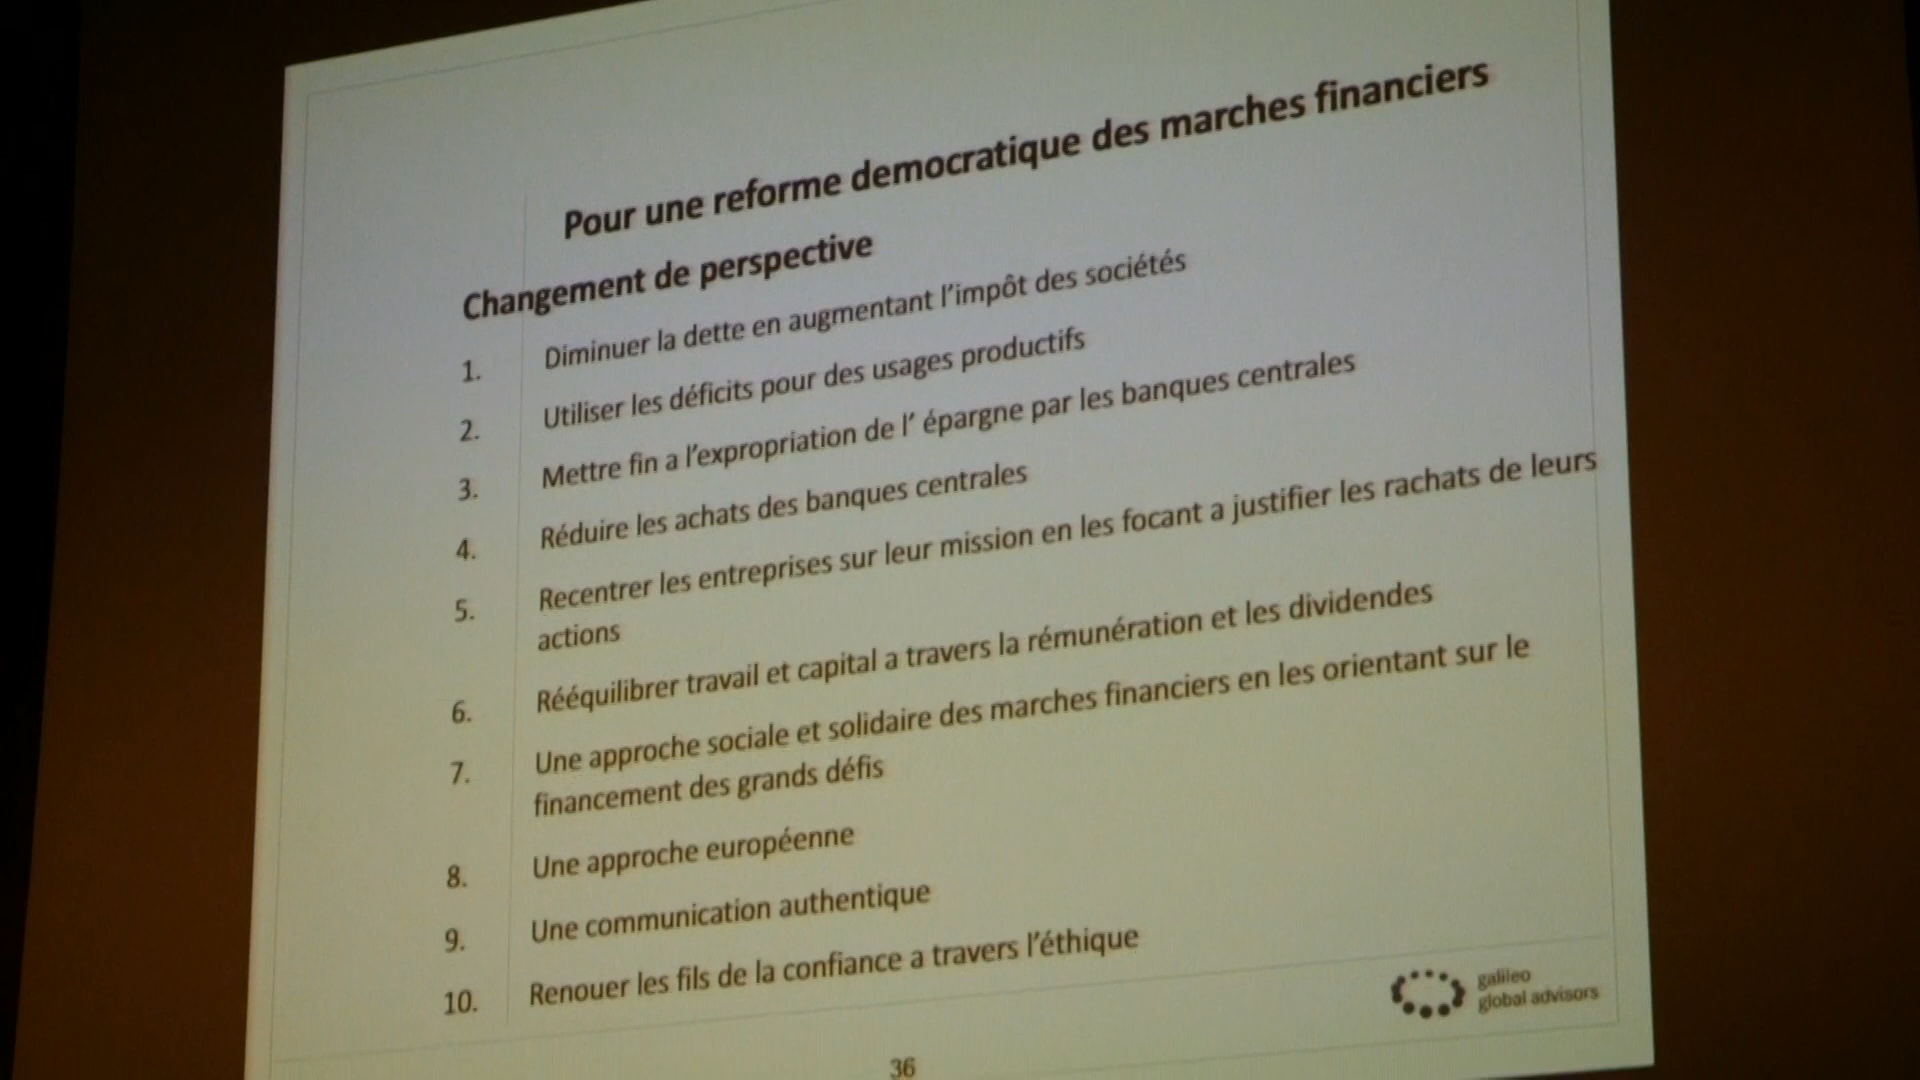 Pour une reforme democratique des marches financiers
Changement de perspective
1. Diminuer la dette en augmentant l'impôt des sociétés
2. Utiliser les déficits pour des usages productifs
3. Mettre fin a l'expropriation de l' épargne par les banques centrales
4. Réduire les achats des banques centrales
5. Recentrer les entreprises sur leur mission en les focant a justifier les rachats de leurs
actions
6. Rééquilibrer travail et capital a travers la rémunération et les dividendes
7. Une approche sociale et solidaire des marches financiers en les orientant sur le
financement des grands défis
8. Une approche européenne
9. Une communication authentique
10. Renouer les fils de la confiance a travers l'éthique
galileo
global advisors
36